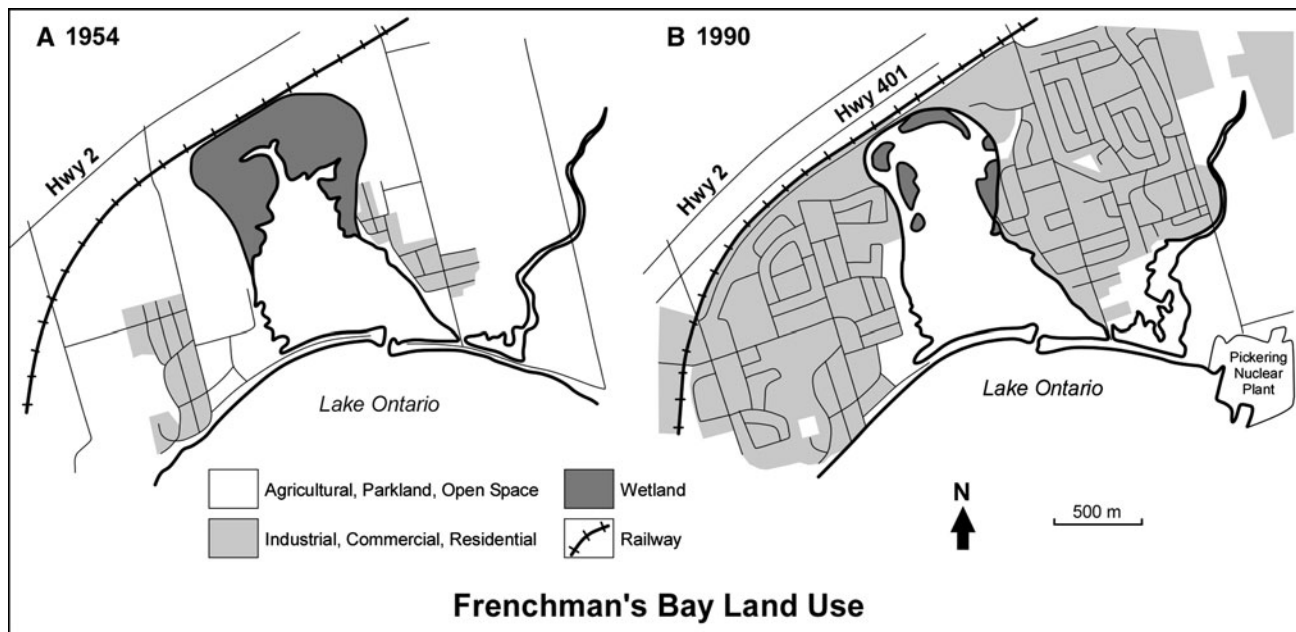 A 1954
Hwy 2
Lake Ontario
B 1990
Hwy 401
Hwy 2
Lake Ontario
Pickering
Nuclear
Plant
Agricultural, Parkland, Open Space
Wetland
Industrial, Commercial, Residential
Railway
N
500 m
Frenchman's Bay Land Use